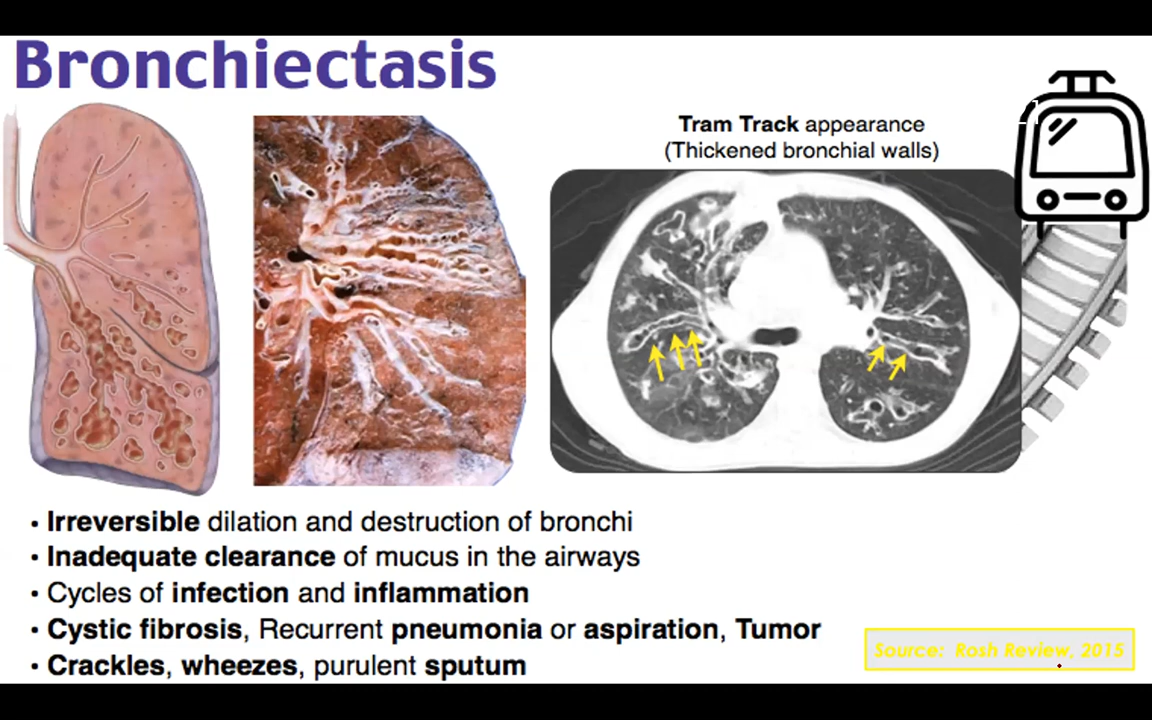 Bronchiectasis
Tram Track appearance
(Thickened bronchial walls)
• Irreversible dilation and destruction of bronchi
• Inadequate clearance of mucus in the airways
• Cycles of infection and inflammation
• Cystic fibrosis, Recurrent pneumonia or aspiration, Tumor
• Crackles, wheezes, purulent sputum
Source: Rosh Review, 2015